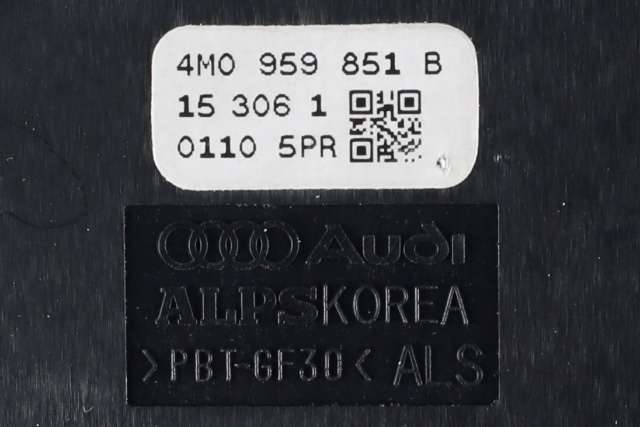 4M0 959 851 B
15 306 1
0110 5PR
Audi
ALPSKOREA
>PBT-GF30< ALS